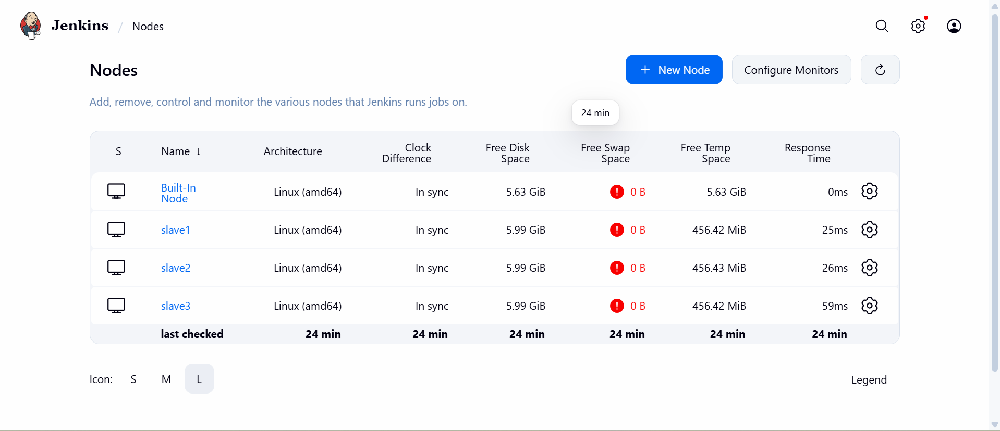 Jenkins / Nodes
Nodes
+ New Node
Configure Monitors
Add, remove, control and monitor the various nodes that Jenkins runs jobs on.
24 min
S Name ↓ Architecture Clock Difference Free Disk Space Free Swap Space Free Temp Space Response Time
Built-In Node Linux (amd64) In sync 5.63 GiB ! 0 B 5.63 GiB 0ms
slave1 Linux (amd64) In sync 5.99 GiB ! 0 B 456.42 MiB 25ms
slave2 Linux (amd64) In sync 5.99 GiB ! 0 B 456.43 MiB 26ms
slave3 Linux (amd64) In sync 5.99 GiB ! 0 B 456.42 MiB 59ms
last checked 24 min 24 min 24 min 24 min 24 min 24 min
Icon: S M L
Legend